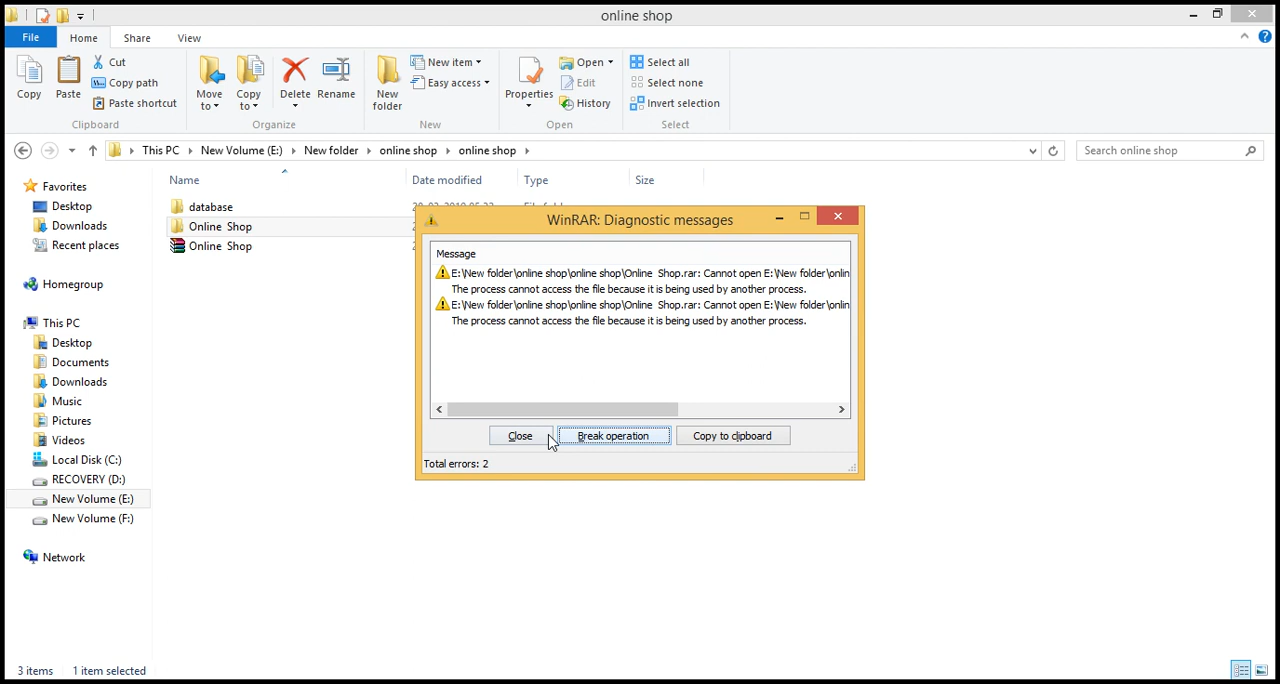 online shop
File Home Share View
Copy
Paste
Cut
Copy path
Paste shortcut
Clipboard
Move to
Copy to
Delete
Rename
Organize
New folder
New item
Easy access
New
Properties
Open
Edit
History
Open
Select all
Select none
Invert selection
Select
This PC New Volume (E:) New folder online shop online shop
Search online shop
Name Date modified Type Size
database
Online Shop
Online Shop
Favorites
Desktop
Downloads
Recent places
Homegroup
This PC
Desktop
Documents
Downloads
Music
Pictures
Videos
Local Disk (C:)
RECOVERY (D:)
New Volume (E:)
New Volume (F:)
Network
WinRAR: Diagnostic messages
Message
E:\New folder\online shop\online shop\Online Shop.rar: Cannot open E:\New folder\onlin
The process cannot access the file because it is being used by another process.
E:\New folder\online shop\online shop\Online Shop.rar: Cannot open E:\New folder\onlin
The process cannot access the file because it is being used by another process.
Close Break operation Copy to clipboard
Total errors: 2
3 items 1 item selected